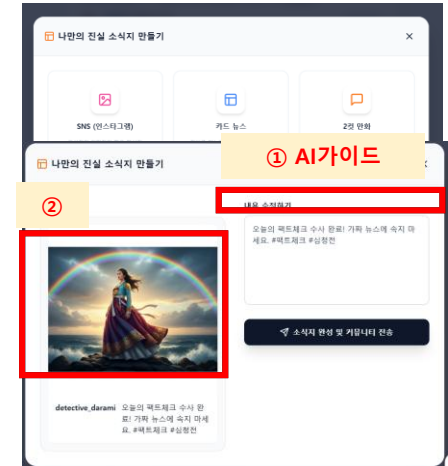 나만의 진실 소식지 만들기
SNS (인스타그램)
카드 뉴스
2컷 만화
나만의 진실 소식지 만들기
① AI가이드
②
내용 수정하기
오늘의 팩트체크 수사 완료! 가짜 뉴스에 속지 마
세요. #팩트체크 #심청전
소식지 완성 및 커뮤니티 전송
detective_darami 오늘의 팩트체크 수사 완
료! 가짜 뉴스에 속지 마세
요. #팩트체크 #심청전